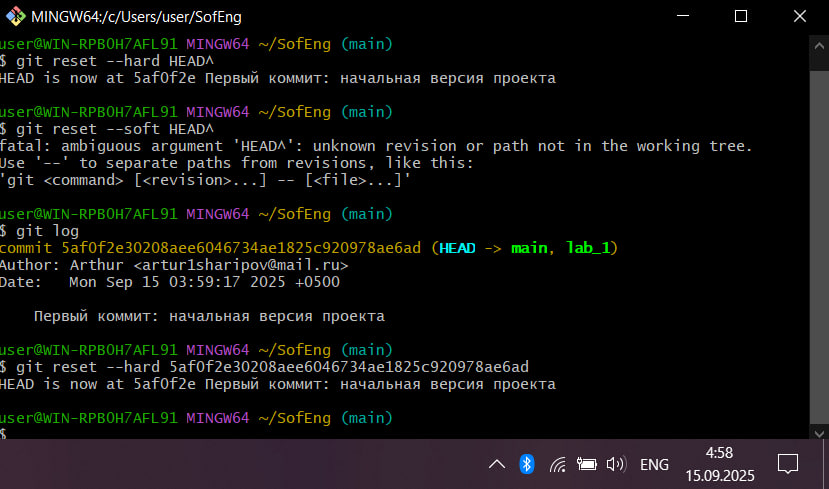 MINGW64:/c/Users/user/SofEng
user@WIN-RPB0H7AFL91 MINGW64 ~/SofEng (main)
$ git reset --hard HEAD^
HEAD is now at 5af0f2e Первый коммит: начальная версия проекта
user@WIN-RPB0H7AFL91 MINGW64 ~/SofEng (main)
$ git reset --soft HEAD^
fatal: ambiguous argument 'HEAD^': unknown revision or path not in the working tree.
Use '--' to separate paths from revisions, like this:
'git <command> [<revision>...] -- [<file>...]'
user@WIN-RPB0H7AFL91 MINGW64 ~/SofEng (main)
$ git log
commit 5af0f2e30208aee6046734ae1825c920978ae6ad (HEAD -> main, lab_1)
Author: Arthur <artur1sharipov@mail.ru>
Date:   Mon Sep 15 03:59:17 2025 +0500
    Первый коммит: начальная версия проекта
user@WIN-RPB0H7AFL91 MINGW64 ~/SofEng (main)
$ git reset --hard 5af0f2e30208aee6046734ae1825c920978ae6ad
HEAD is now at 5af0f2e Первый коммит: начальная версия проекта
user@WIN-RPB0H7AFL91 MINGW64 ~/SofEng (main)
$
ENG
4:58
15.09.2025